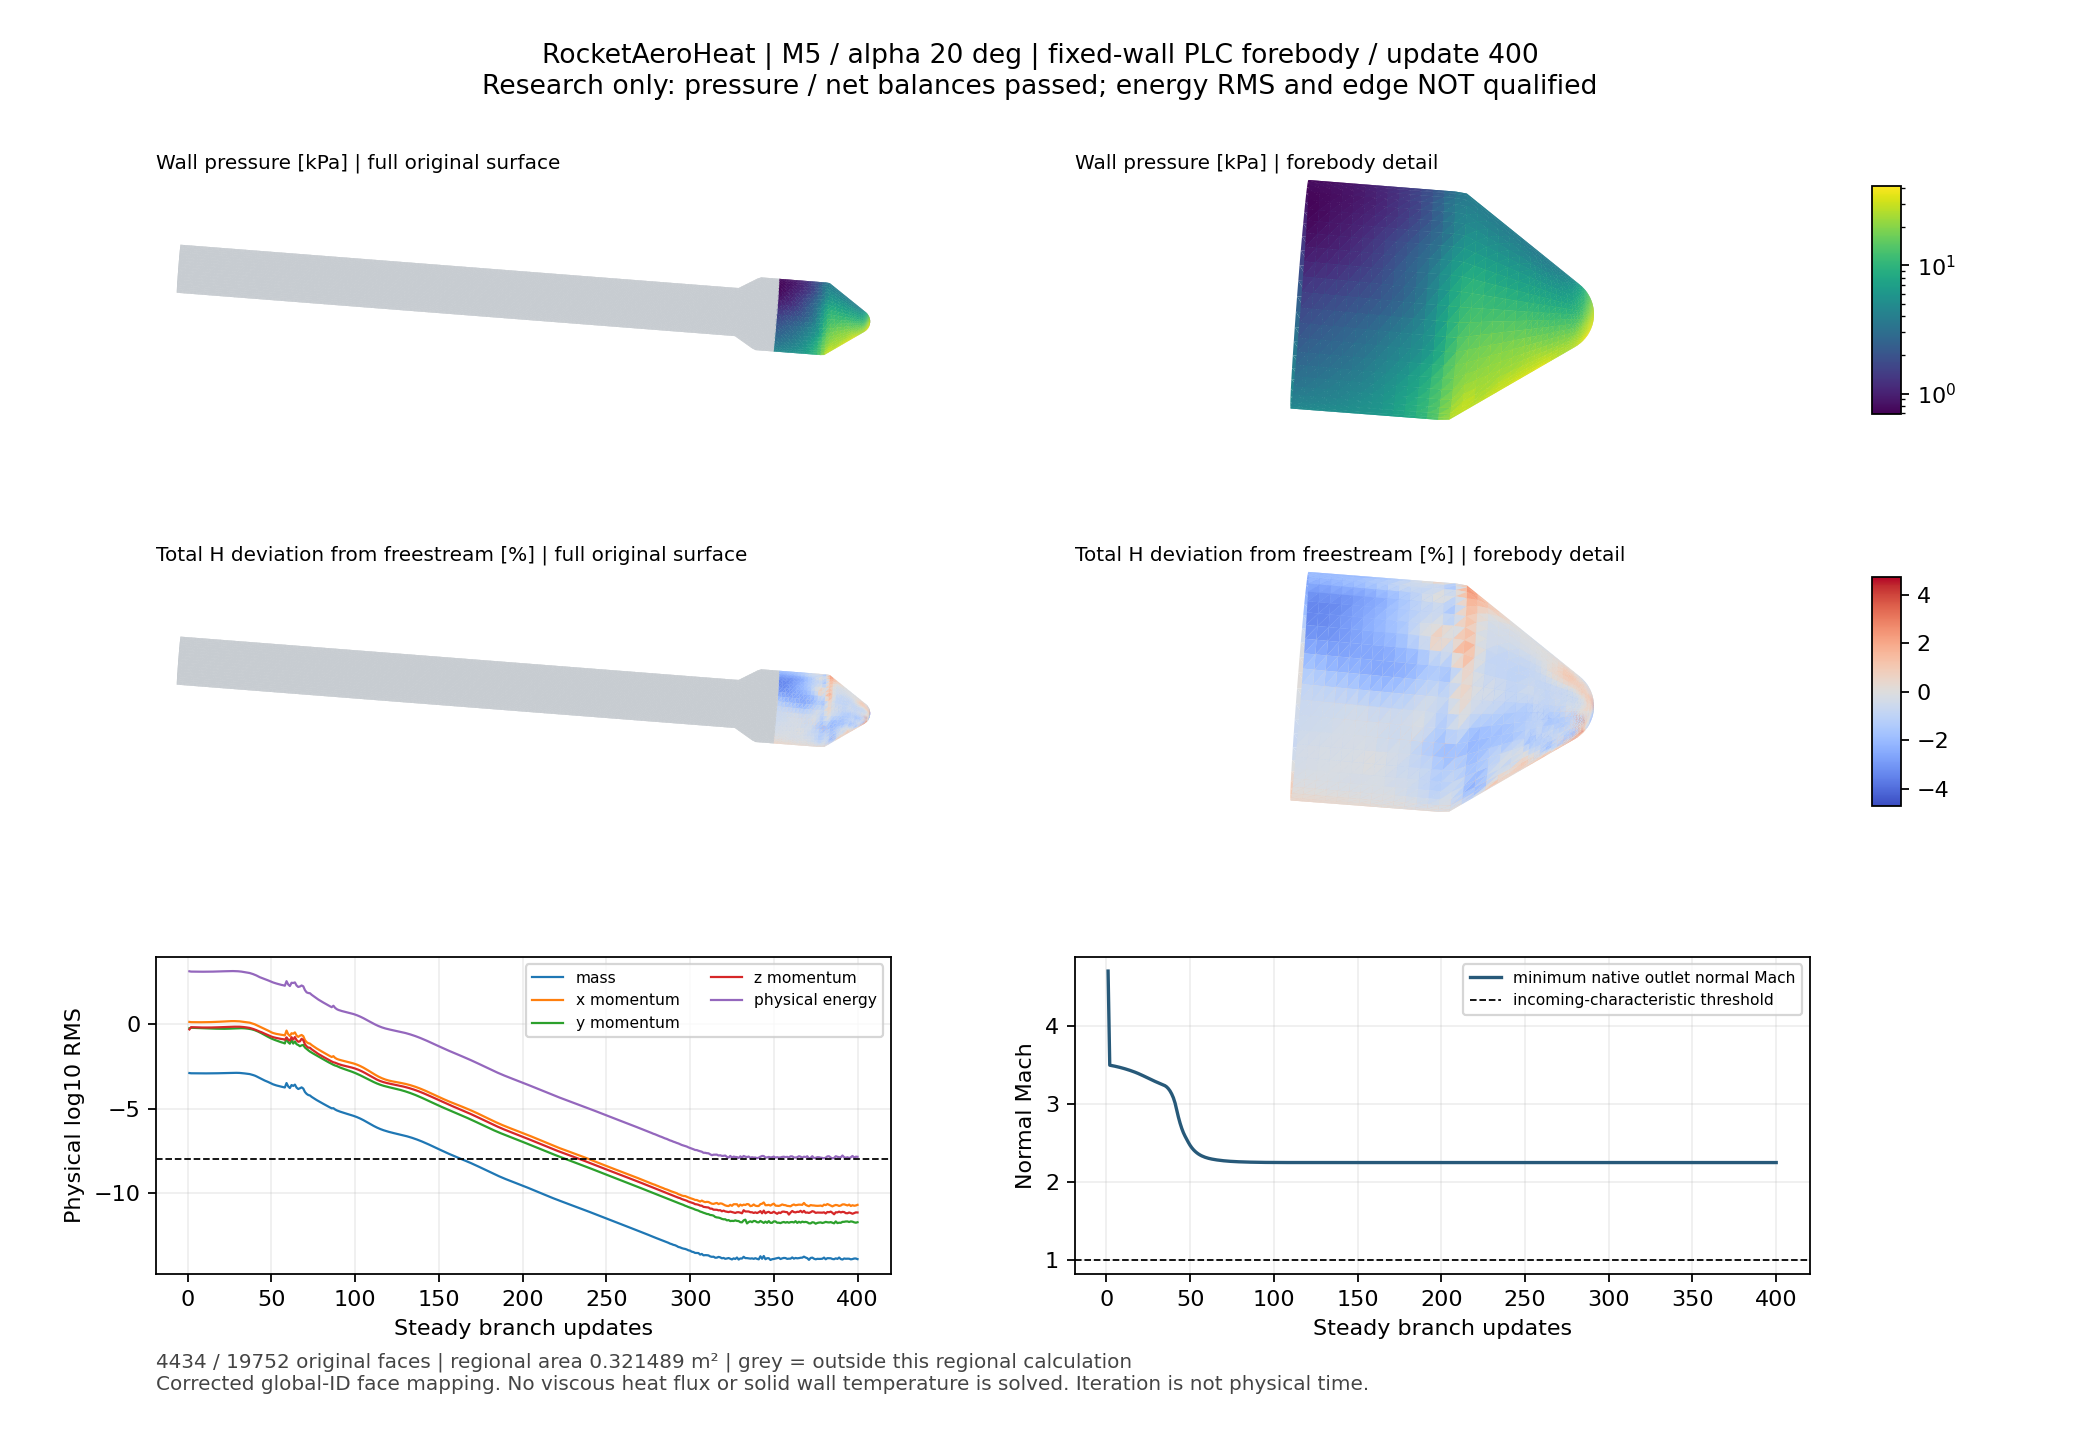 RocketAeroHeat | M5 / alpha 20 deg | fixed-wall PLC forebody / update 400
Research only: pressure / net balances passed; energy RMS and edge NOT qualified
Wall pressure [kPa] | full original surface
Wall pressure [kPa] | forebody detail
10¹
10⁰
Total H deviation from freestream [%] | full original surface
Total H deviation from freestream [%] | forebody detail
4
2
0
−2
−4
Physical log10 RMS
0
−5
−10
mass
x momentum
y momentum
z momentum
physical energy
0 50 100 150 200 250 300 350 400
Steady branch updates
Normal Mach
4
3
2
1
minimum native outlet normal Mach
incoming-characteristic threshold
0 50 100 150 200 250 300 350 400
Steady branch updates
4434 / 19752 original faces | regional area 0.321489 m² | grey = outside this regional calculation
Corrected global-ID face mapping. No viscous heat flux or solid wall temperature is solved. Iteration is not physical time.